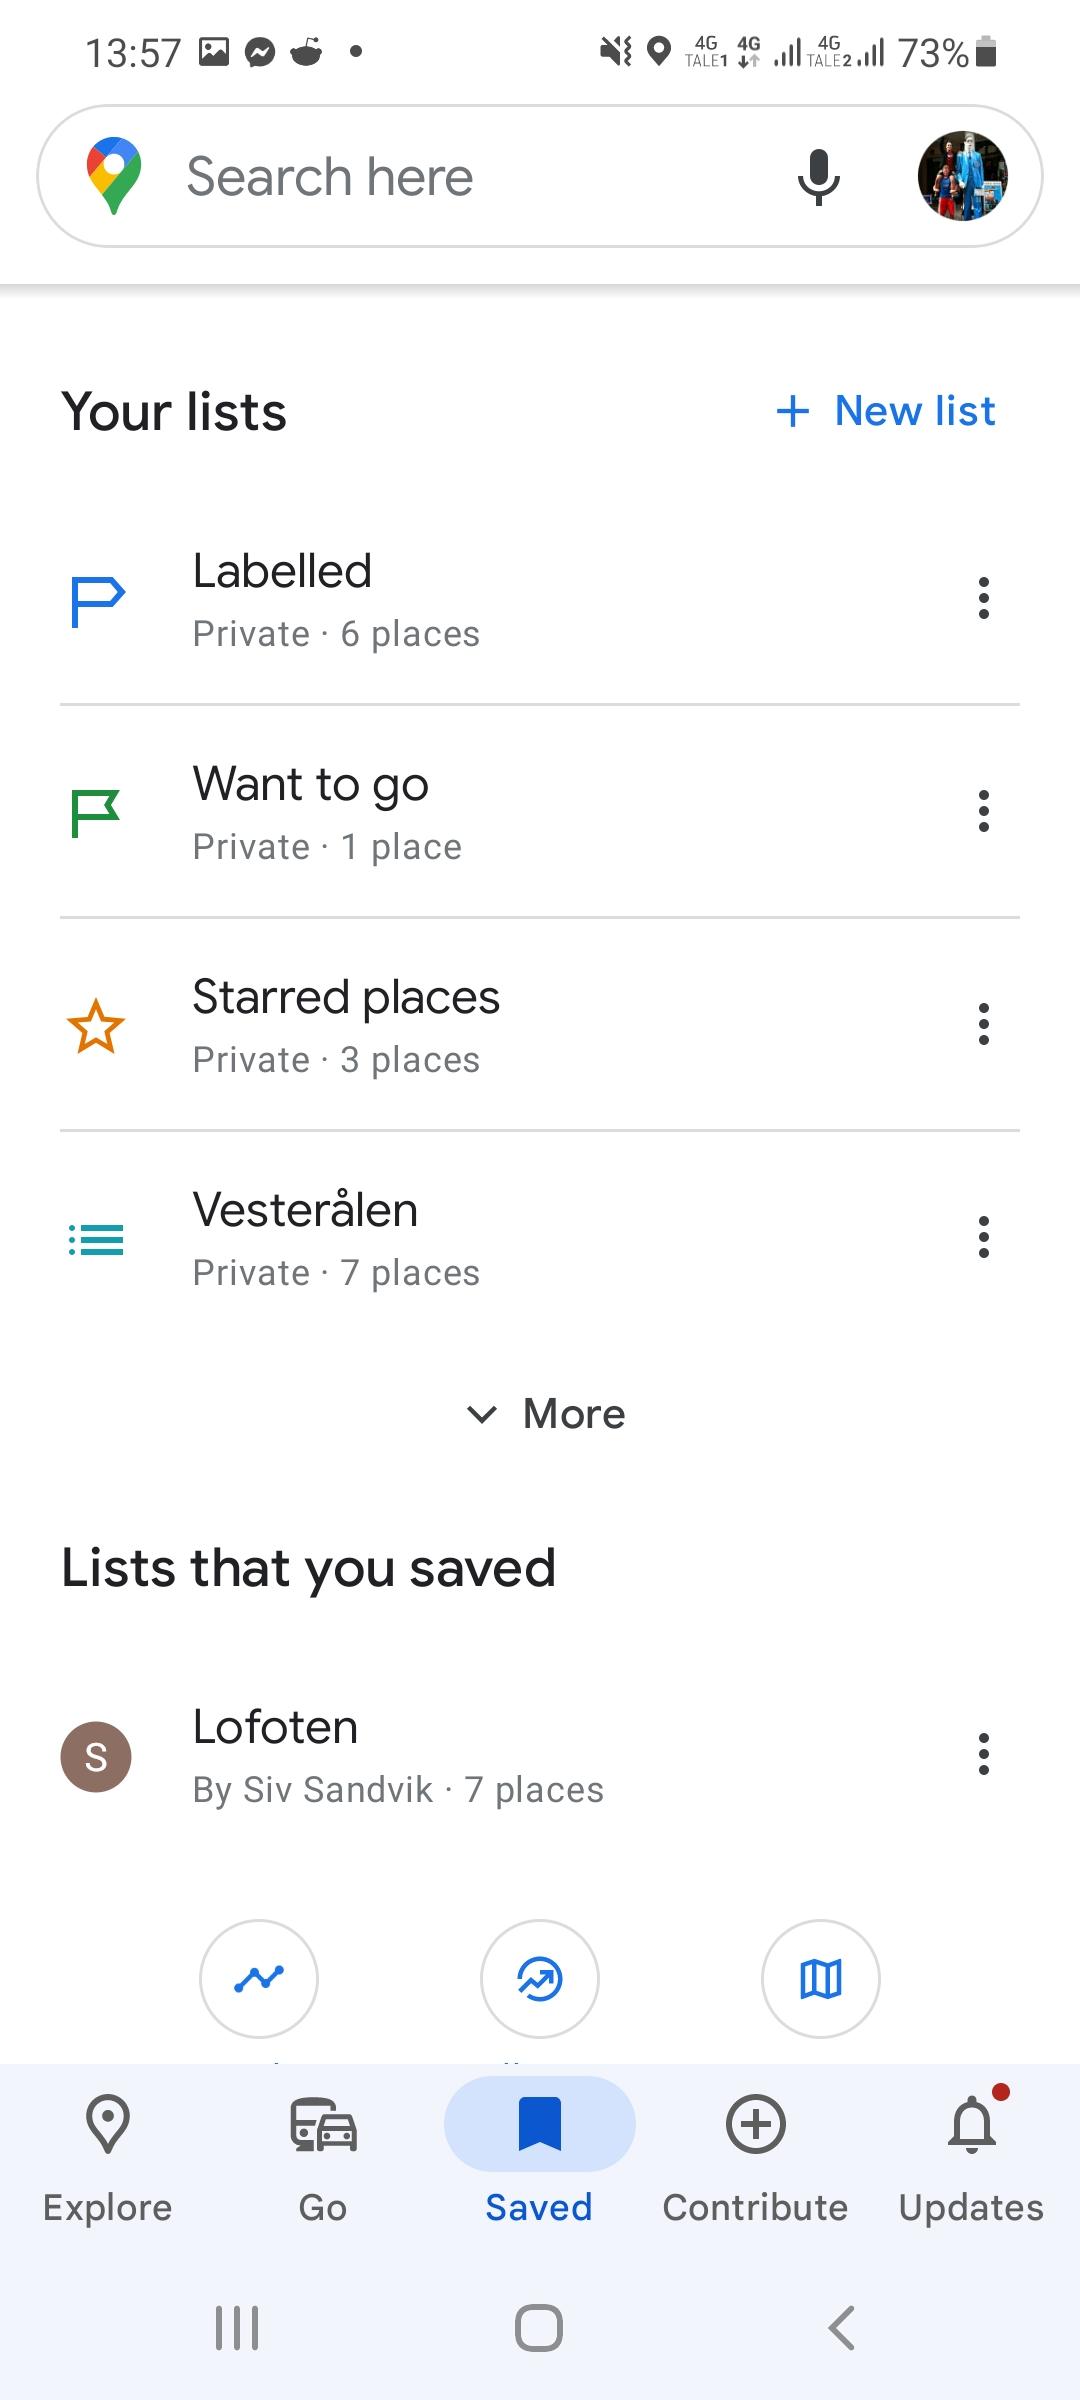 13:57
4G TALE1 4G 4G TALE2 73%
Search here
Your lists
+ New list
Labelled
Private · 6 places
Want to go
Private · 1 place
Starred places
Private · 3 places
Vesterålen
Private · 7 places
More
Lists that you saved
S
Lofoten
By Siv Sandvik · 7 places
Explore
Go
Saved
Contribute
Updates